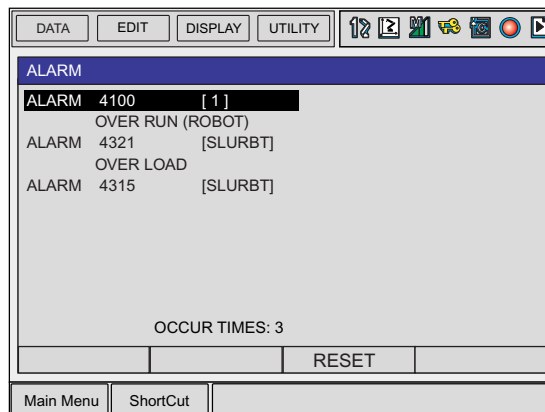 DATA EDIT DISPLAY UTILITY
ALARM
ALARM 4100 [ 1 ]
OVER RUN (ROBOT)
ALARM 4321 [SLURBT]
OVER LOAD
ALARM 4315 [SLURBT]
OCCUR TIMES: 3
RESET
Main Menu ShortCut